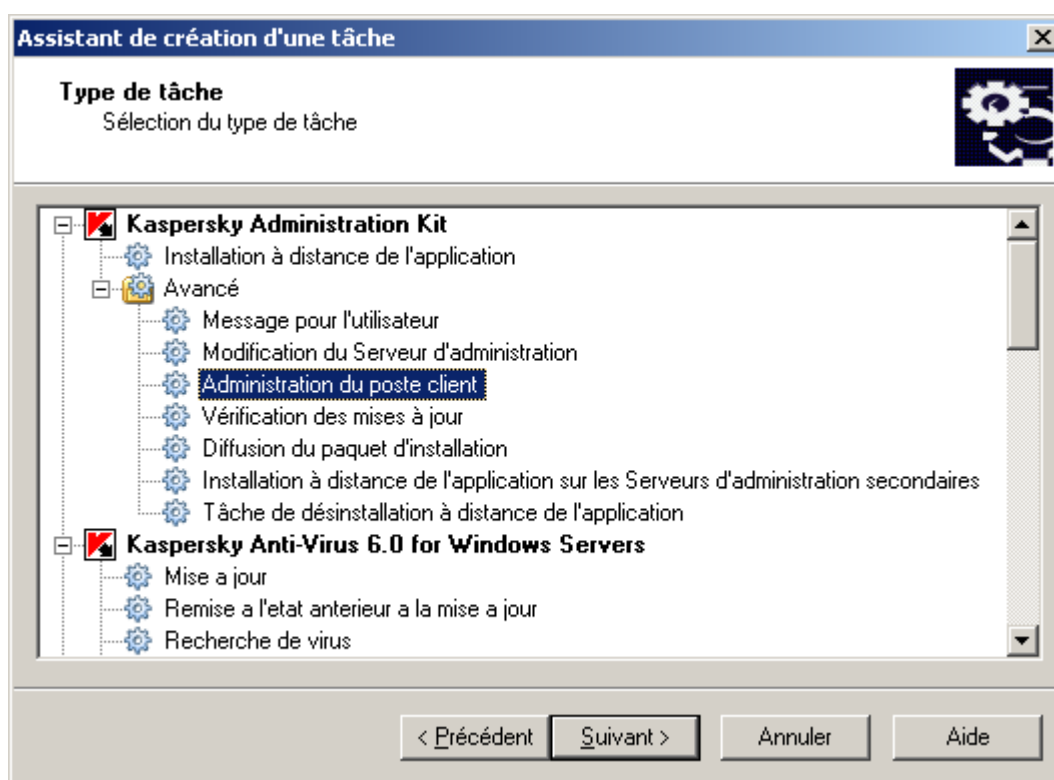 Assistant de création d'une tâche
Type de tâche
Sélection du type de tâche
Kaspersky Administration Kit
Installation à distance de l'application
Avancé
Message pour l'utilisateur
Modification du Serveur d'administration
Administration du poste client
Vérification des mises à jour
Diffusion du paquet d'installation
Installation à distance de l'application sur les Serveurs d'administration secondaires
Tâche de désinstallation à distance de l'application
Kaspersky Anti-Virus 6.0 for Windows Servers
Mise a jour
Remise a l'etat anterieur a la mise a jour
Recherche de virus
< Précédent
Suivant >
Annuler
Aide